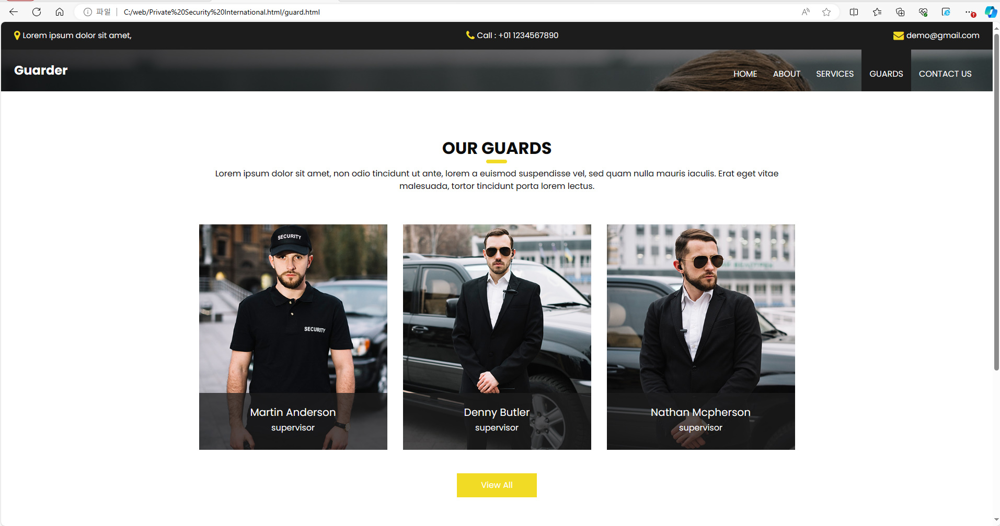 파일
C:/web/Private%20Security%20International.html/guard.html
Lorem ipsum dolor sit amet,
Call : +01 1234567890
demo@gmail.com
Guarder
HOME
ABOUT
SERVICES
GUARDS
CONTACT US
OUR GUARDS
Lorem ipsum dolor sit amet, non odio tincidunt ut ante, lorem a euismod suspendisse vel, sed quam nulla mauris iaculis. Erat eget vitae
malesuada, tortor tincidunt porta lorem lectus.
SECURITY
SECURITY
Martin Anderson
supervisor
Denny Butler
supervisor
Nathan Mcpherson
supervisor
View All